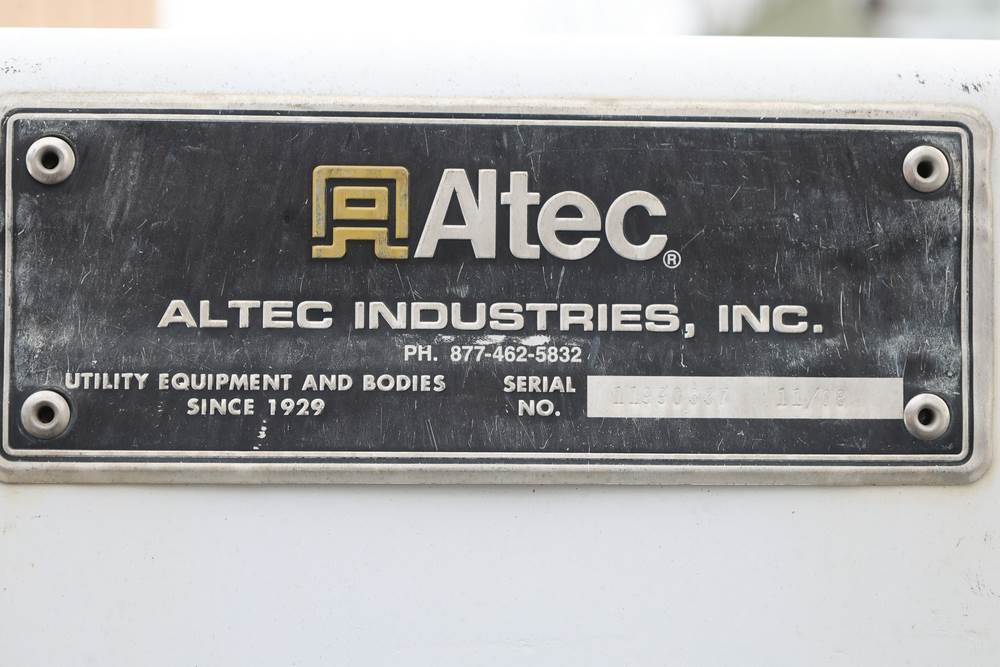 Altec®
ALTEC INDUSTRIES, INC.
PH. 877-462-5832
UTILITY EQUIPMENT AND BODIES
SINCE 1929
SERIAL
NO.